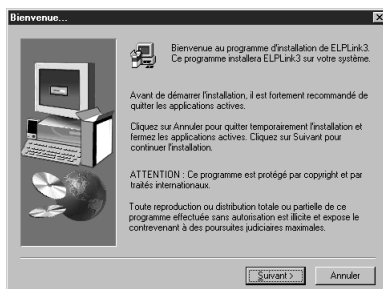 Bienvenue...
Bienvenue au programme d'installation de ELPLink3.
Ce programme installera ELPLink3 sur votre système.
Avant de démarrer l'installation, il est fortement recommandé de
quitter les applications actives.
Cliquez sur Annuler pour quitter temporairement l'installation et
fermez les applications actives. Cliquez sur Suivant pour
continuer l'installation.
ATTENTION : Ce programme est protégé par copyright et par
traités internationaux.
Toute reproduction ou distribution totale ou partielle de ce
programme effectuée sans autorisation est illicite et expose le
contrevenant à des poursuites judiciaires maximales.
Suivant >
Annuler